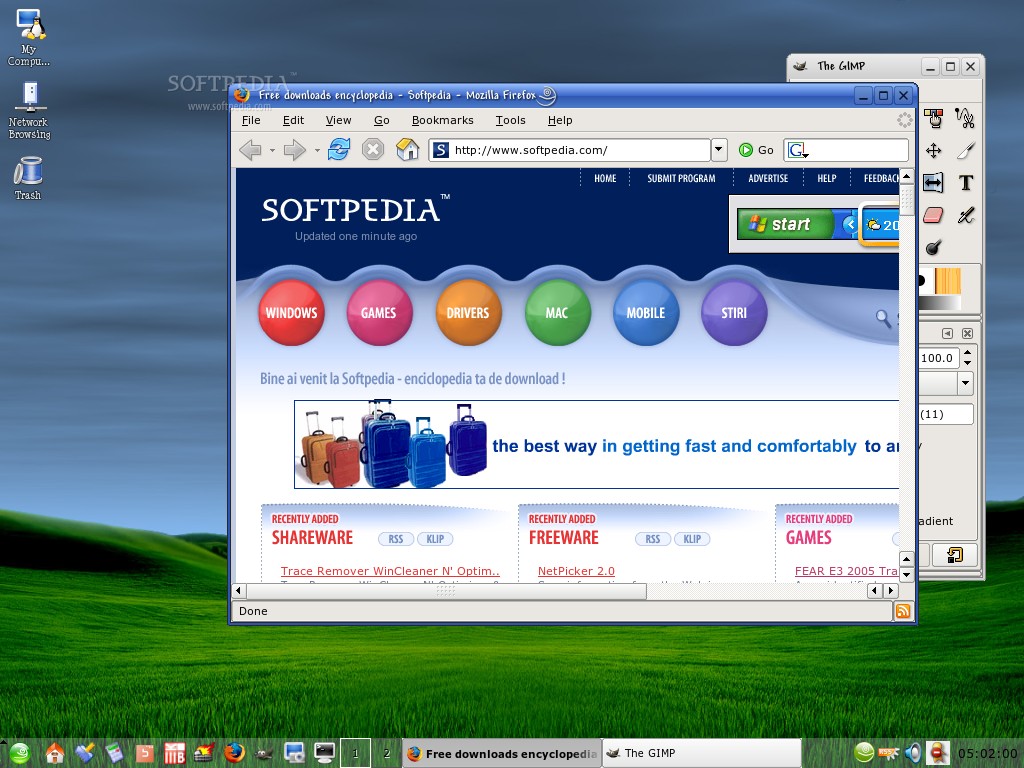 My
Compu...
Network
Browsing
Trash
SOFTPEDIA™
www.softpedia.com
The GIMP
Free downloads encyclopedia - Softpedia - Mozilla Firefox
File Edit View Go Bookmarks Tools Help
S http://www.softpedia.com/ Go G
HOME SUBMIT PROGRAM ADVERTISE HELP FEEDBACK
SOFTPEDIA™
Updated one minute ago
start 20
WINDOWS GAMES DRIVERS MAC MOBILE STIRI
Bine ai venit la Softpedia - enciclopedia ta de download !
the best way in getting fast and comfortably to
RECENTLY ADDED
SHAREWARE RSS KLIP
Trace Remover WinCleaner N' Optim..
RECENTLY ADDED
FREEWARE RSS KLIP
NetPicker 2.0
RECENTLY ADDED
GAMES
FEAR E3 2005 Tra
Done
T
100.0
(11)
adient
5
1 2 Free downloads encyclopedia The GIMP 05:02:00